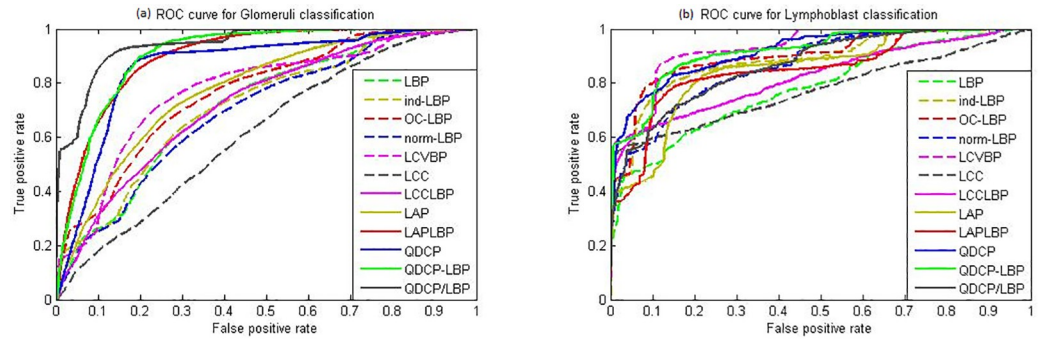 (a) ROC curve for Glomeruli classification
True positive rate
1
0.8
0.6
0.4
0.2
0
0 0.1 0.2 0.3 0.4 0.5 0.6 0.7 0.8 0.9 1
False positive rate
LBP
ind-LBP
OC-LBP
norm-LBP
LCVBP
LCC
LCCLBP
LAP
LAPLBP
QDCP
QDCP-LBP
QDCP/LBP
(b) ROC curve for Lymphoblast classification
True positive rate
1
0.8
0.6
0.4
0.2
0
0 0.1 0.2 0.3 0.4 0.5 0.6 0.7 0.8 0.9 1
False positive rate
LBP
ind-LBP
OC-LBP
norm-LBP
LCVBP
LCC
LCCLBP
LAP
LAPLBP
QDCP
QDCP-LBP
QDCP/LBP